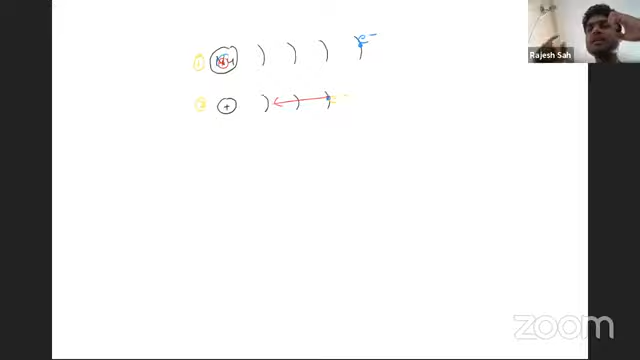 ① ) ) ) ) e⁻
② + ) ) ) e⁻
Rajesh Sah
zoom